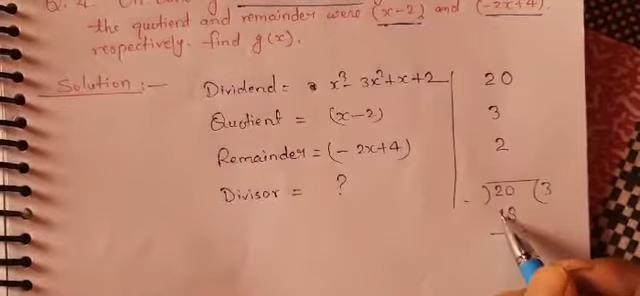 the quotient and remainder were (x-2) and (-2x+4)
respectively. find g(x).
Solution :-
Dividend = x³- 3x²+x+2 20
Quotient = (x-2) 3
Remainder = (- 2x+4) 2
Divisor = ?
)20(3
18